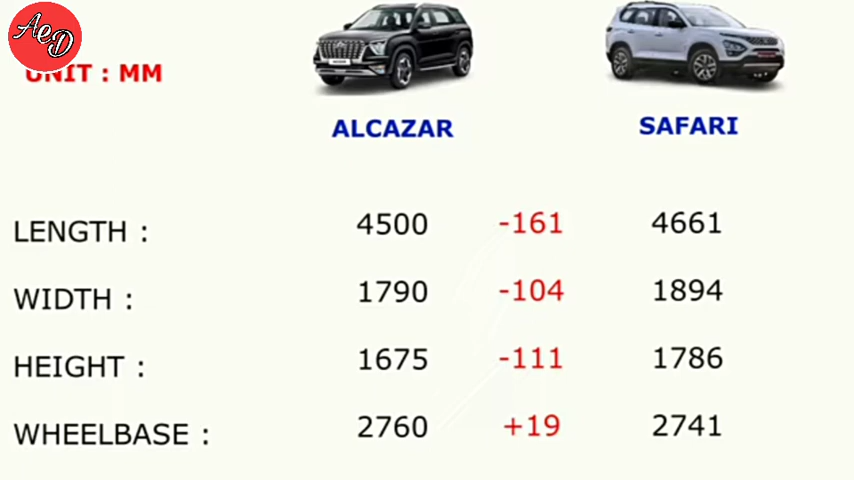 AeD
UNIT : MM
ALCAZAR SAFARI
LENGTH : 4500 -161 4661
WIDTH : 1790 -104 1894
HEIGHT : 1675 -111 1786
WHEELBASE : 2760 +19 2741